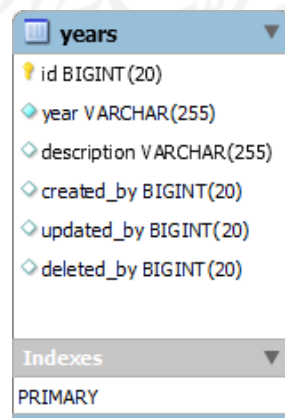 years
id BIGINT(20)
year VARCHAR(255)
description VARCHAR(255)
created_by BIGINT(20)
updated_by BIGINT(20)
deleted_by BIGINT(20)
Indexes
PRIMARY